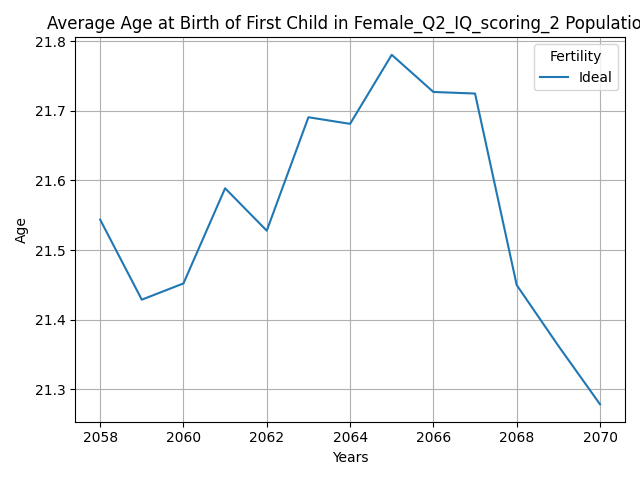 Average Age at Birth of First Child in Female_Q2_IQ_scoring_2 Populatio
21.8
21.7
21.6
21.5
21.4
21.3
Age
Fertility
Ideal
2058 2060 2062 2064 2066 2068 2070
Years